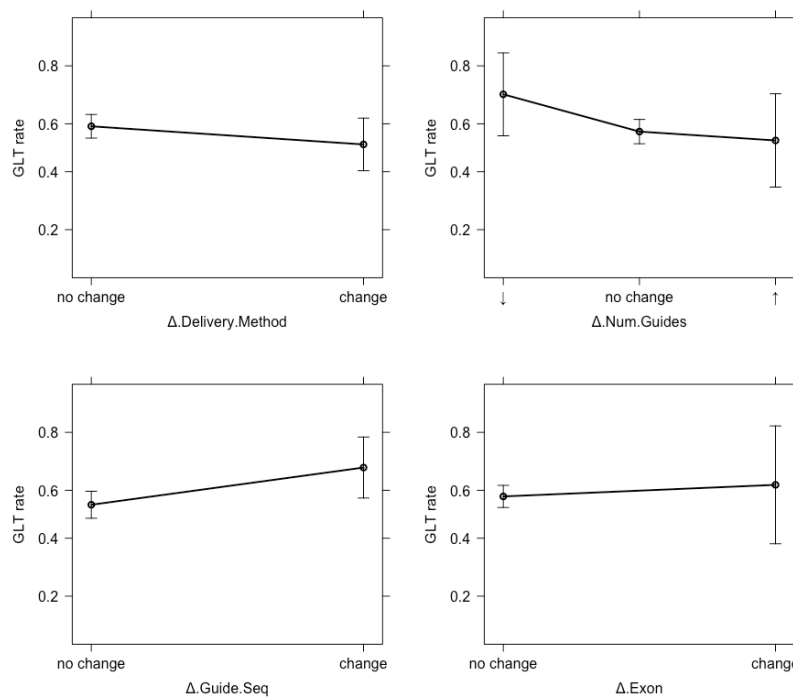 0.8
0.6
0.4
0.2
GLT rate
no change
change
Δ.Delivery.Method
0.8
0.6
0.4
0.2
GLT rate
↓
no change
↑
Δ.Num.Guides
0.8
0.6
0.4
0.2
GLT rate
no change
change
Δ.Guide.Seq
0.8
0.6
0.4
0.2
GLT rate
no change
change
Δ.Exon